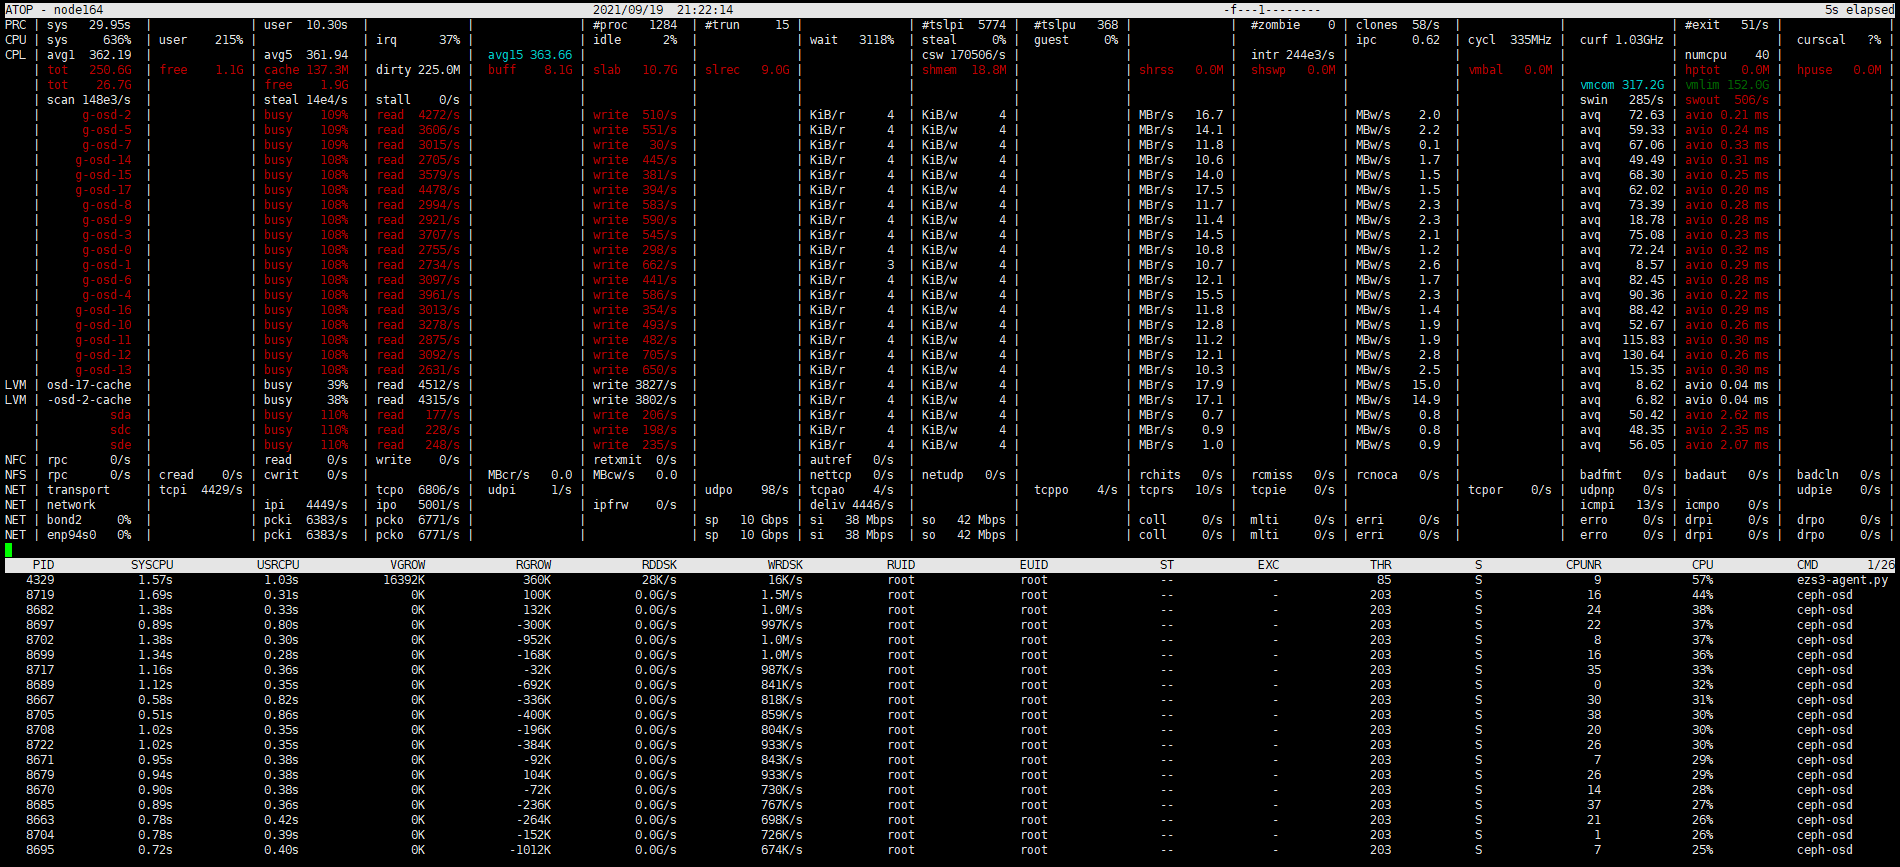 ATOP - node164 2021/09/19 21:22:14 -f---1-------- 5s elapsed
PRC | sys 29.95s | | user 10.30s | | | #proc 1284 | #trun 15 | | #tslpi 5774 | #tslpu 368 | | #zombie 0 | clones 58/s | | | #exit 51/s | |
CPU | sys 636% | user 215% | | irq 37% | | idle 2% | | wait 3118% | steal 0% | guest 0% | | | ipc 0.62 | cycl 335MHz | curf 1.03GHz | | curscal ?% |
CPL | avg1 362.19 | | avg5 361.94 | | avg15 363.66 | | | | csw 170506/s | | | intr 244e3/s | | | | numcpu 40 | |
| tot 250.6G | free 1.1G | cache 137.3M | dirty 225.0M | buff 8.1G | slab 10.7G | slrec 9.0G | | shmem 18.8M | | shrss 0.0M | shswp 0.0M | | vmbal 0.0M | | hptot 0.0M | hpuse 0.0M |
| tot 26.7G | | free 1.9G | | | | | | | | | | | | vmcom 317.2G | vmlim 152.0G | |
| scan 148e3/s | | steal 14e4/s | stall 0/s | | | | | | | | | | | swin 285/s | swout 506/s | |
| g-osd-2 | | busy 109% | read 4272/s | | write 510/s | | KiB/r 4 | KiB/w 4 | | MBr/s 16.7 | | MBw/s 2.0 | | avq 72.63 | avio 0.21 ms | |
| g-osd-5 | | busy 109% | read 3606/s | | write 551/s | | KiB/r 4 | KiB/w 4 | | MBr/s 14.1 | | MBw/s 2.2 | | avq 59.33 | avio 0.24 ms | |
| g-osd-7 | | busy 109% | read 3015/s | | write 30/s | | KiB/r 4 | KiB/w 4 | | MBr/s 11.8 | | MBw/s 0.1 | | avq 67.06 | avio 0.33 ms | |
| g-osd-14 | | busy 108% | read 2705/s | | write 445/s | | KiB/r 4 | KiB/w 4 | | MBr/s 10.6 | | MBw/s 1.7 | | avq 49.49 | avio 0.31 ms | |
| g-osd-15 | | busy 108% | read 3579/s | | write 381/s | | KiB/r 4 | KiB/w 4 | | MBr/s 14.0 | | MBw/s 1.5 | | avq 68.30 | avio 0.25 ms | |
| g-osd-17 | | busy 108% | read 4478/s | | write 394/s | | KiB/r 4 | KiB/w 4 | | MBr/s 17.5 | | MBw/s 1.5 | | avq 62.02 | avio 0.20 ms | |
| g-osd-8 | | busy 108% | read 2994/s | | write 583/s | | KiB/r 4 | KiB/w 4 | | MBr/s 11.7 | | MBw/s 2.3 | | avq 73.39 | avio 0.28 ms | |
| g-osd-9 | | busy 108% | read 2921/s | | write 590/s | | KiB/r 4 | KiB/w 4 | | MBr/s 11.4 | | MBw/s 2.3 | | avq 18.78 | avio 0.28 ms | |
| g-osd-3 | | busy 108% | read 3707/s | | write 545/s | | KiB/r 4 | KiB/w 4 | | MBr/s 14.5 | | MBw/s 2.1 | | avq 75.08 | avio 0.23 ms | |
| g-osd-0 | | busy 108% | read 2755/s | | write 298/s | | KiB/r 4 | KiB/w 4 | | MBr/s 10.8 | | MBw/s 1.2 | | avq 72.24 | avio 0.32 ms | |
| g-osd-1 | | busy 108% | read 2734/s | | write 662/s | | KiB/r 3 | KiB/w 4 | | MBr/s 10.7 | | MBw/s 2.6 | | avq 8.57 | avio 0.29 ms | |
| g-osd-6 | | busy 108% | read 3097/s | | write 441/s | | KiB/r 4 | KiB/w 4 | | MBr/s 12.1 | | MBw/s 1.7 | | avq 82.45 | avio 0.28 ms | |
| g-osd-4 | | busy 108% | read 3961/s | | write 586/s | | KiB/r 4 | KiB/w 4 | | MBr/s 15.5 | | MBw/s 2.3 | | avq 90.36 | avio 0.22 ms | |
| g-osd-16 | | busy 108% | read 3013/s | | write 354/s | | KiB/r 4 | KiB/w 4 | | MBr/s 11.8 | | MBw/s 1.4 | | avq 88.42 | avio 0.29 ms | |
| g-osd-10 | | busy 108% | read 3278/s | | write 493/s | | KiB/r 4 | KiB/w 4 | | MBr/s 12.8 | | MBw/s 1.9 | | avq 52.67 | avio 0.26 ms | |
| g-osd-11 | | busy 108% | read 2875/s | | write 482/s | | KiB/r 4 | KiB/w 4 | | MBr/s 11.2 | | MBw/s 1.9 | | avq 115.83 | avio 0.30 ms | |
| g-osd-12 | | busy 108% | read 3092/s | | write 705/s | | KiB/r 4 | KiB/w 4 | | MBr/s 12.1 | | MBw/s 2.8 | | avq 130.64 | avio 0.26 ms | |
| g-osd-13 | | busy 108% | read 2631/s | | write 650/s | | KiB/r 4 | KiB/w 4 | | MBr/s 10.3 | | MBw/s 2.5 | | avq 15.35 | avio 0.30 ms | |
LVM | osd-17-cache | | busy 39% | read 4512/s | | write 3827/s | | KiB/r 4 | KiB/w 4 | | MBr/s 17.9 | | MBw/s 15.0 | | avq 8.62 | avio 0.04 ms | |
LVM | -osd-2-cache | | busy 38% | read 4315/s | | write 3802/s | | KiB/r 4 | KiB/w 4 | | MBr/s 17.1 | | MBw/s 14.9 | | avq 6.82 | avio 0.04 ms | |
| sda | | busy 110% | read 177/s | | write 206/s | | KiB/r 4 | KiB/w 4 | | MBr/s 0.7 | | MBw/s 0.8 | | avq 50.42 | avio 2.62 ms | |
| sdc | | busy 110% | read 228/s | | write 198/s | | KiB/r 4 | KiB/w 4 | | MBr/s 0.9 | | MBw/s 0.8 | | avq 48.35 | avio 2.35 ms | |
| sde | | busy 110% | read 248/s | | write 235/s | | KiB/r 4 | KiB/w 4 | | MBr/s 1.0 | | MBw/s 0.9 | | avq 56.05 | avio 2.07 ms | |
NFC | rpc 0/s | | read 0/s | write 0/s | | retxmit 0/s | | autref 0/s | | | | | | | | | |
NFS | rpc 0/s | cread 0/s | cwrit 0/s | | MBcr/s 0.0 | MBcw/s 0.0 | | nettcp 0/s | netudp 0/s | | rchits 0/s | rcmiss 0/s | rcnoca 0/s | | badfmt 0/s | badaut 0/s | badcln 0/s |
NET | transport | tcpi 4429/s | | tcpo 6806/s | udpi 1/s | | udpo 98/s | tcpao 4/s | | tcppo 4/s | tcprs 10/s | tcpie 0/s | | tcpor 0/s | udpnp 0/s | | udpie 0/s |
NET | network | | ipi 4449/s | ipo 5001/s | | ipfrw 0/s | | deliv 4446/s | | | | | | | icmpi 13/s | icmpo 0/s | |
NET | bond2 0% | | pcki 6383/s | pcko 6771/s | | | sp 10 Gbps | si 38 Mbps | so 42 Mbps | | coll 0/s | mlti 0/s | erri 0/s | | erro 0/s | drpi 0/s | drpo 0/s |
NET | enp94s0 0% | | pcki 6383/s | pcko 6771/s | | | sp 10 Gbps | si 38 Mbps | so 42 Mbps | | coll 0/s | mlti 0/s | erri 0/s | | erro 0/s | drpi 0/s | drpo 0/s |
PID SYSCPU USRCPU VGROW RGROW RDDSK WRDSK RUID EUID ST EXC THR S CPUNR CPU CMD 1/26
4329 1.57s 1.03s 16392K 360K 28K/s 16K/s root root -- - 85 S 9 57% ezs3-agent.py
8719 1.69s 0.31s 0K 100K 0.0G/s 1.5M/s root root -- - 203 S 16 44% ceph-osd
8682 1.38s 0.33s 0K 132K 0.0G/s 1.0M/s root root -- - 203 S 24 38% ceph-osd
8697 0.89s 0.80s 0K -300K 0.0G/s 997K/s root root -- - 203 S 22 37% ceph-osd
8702 1.38s 0.30s 0K -952K 0.0G/s 1.0M/s root root -- - 203 S 8 37% ceph-osd
8699 1.34s 0.28s 0K -168K 0.0G/s 1.0M/s root root -- - 203 S 16 36% ceph-osd
8717 1.16s 0.36s 0K -32K 0.0G/s 987K/s root root -- - 203 S 35 33% ceph-osd
8689 1.12s 0.35s 0K -692K 0.0G/s 841K/s root root -- - 203 S 0 32% ceph-osd
8667 0.58s 0.82s 0K -336K 0.0G/s 818K/s root root -- - 203 S 30 31% ceph-osd
8705 0.51s 0.86s 0K -400K 0.0G/s 859K/s root root -- - 203 S 38 30% ceph-osd
8708 1.02s 0.35s 0K -196K 0.0G/s 804K/s root root -- - 203 S 20 30% ceph-osd
8722 1.02s 0.35s 0K -384K 0.0G/s 933K/s root root -- - 203 S 26 30% ceph-osd
8671 0.95s 0.38s 0K -92K 0.0G/s 843K/s root root -- - 203 S 7 29% ceph-osd
8679 0.94s 0.38s 0K 104K 0.0G/s 933K/s root root -- - 203 S 26 29% ceph-osd
8670 0.90s 0.38s 0K -72K 0.0G/s 730K/s root root -- - 203 S 14 28% ceph-osd
8685 0.89s 0.36s 0K -236K 0.0G/s 767K/s root root -- - 203 S 37 27% ceph-osd
8663 0.78s 0.42s 0K -264K 0.0G/s 698K/s root root -- - 203 S 21 26% ceph-osd
8704 0.78s 0.39s 0K -152K 0.0G/s 726K/s root root -- - 203 S 1 26% ceph-osd
8695 0.72s 0.40s 0K -1012K 0.0G/s 674K/s root root -- - 203 S 7 25% ceph-osd